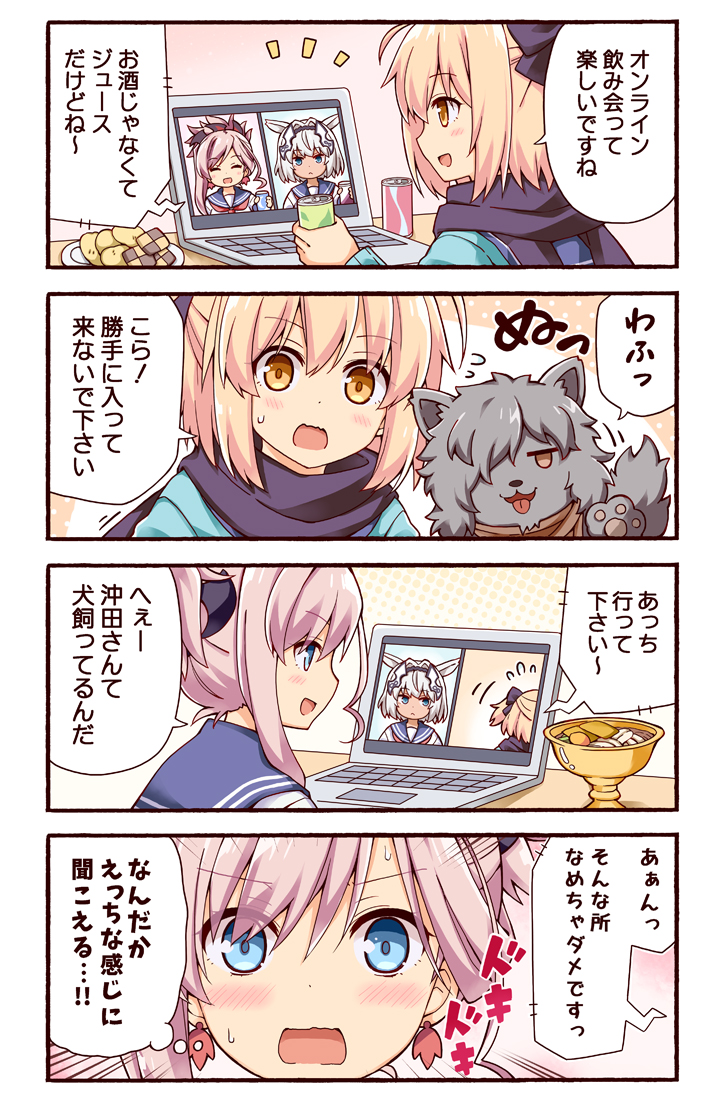 オンライン
飲み会って
楽しいですね
お酒じゃなくて
ジュース
だけどね～
わふっ
ぬっ
こら！
勝手に入って
来ないで下さい
あっち
行って
下さい～
へぇー
沖田さんて
犬飼ってるんだ
あぁんっ
そんな所
なめちゃダメですっ
ドキ
ドキ
なんだか
えっちな感じに
聞こえる…!!